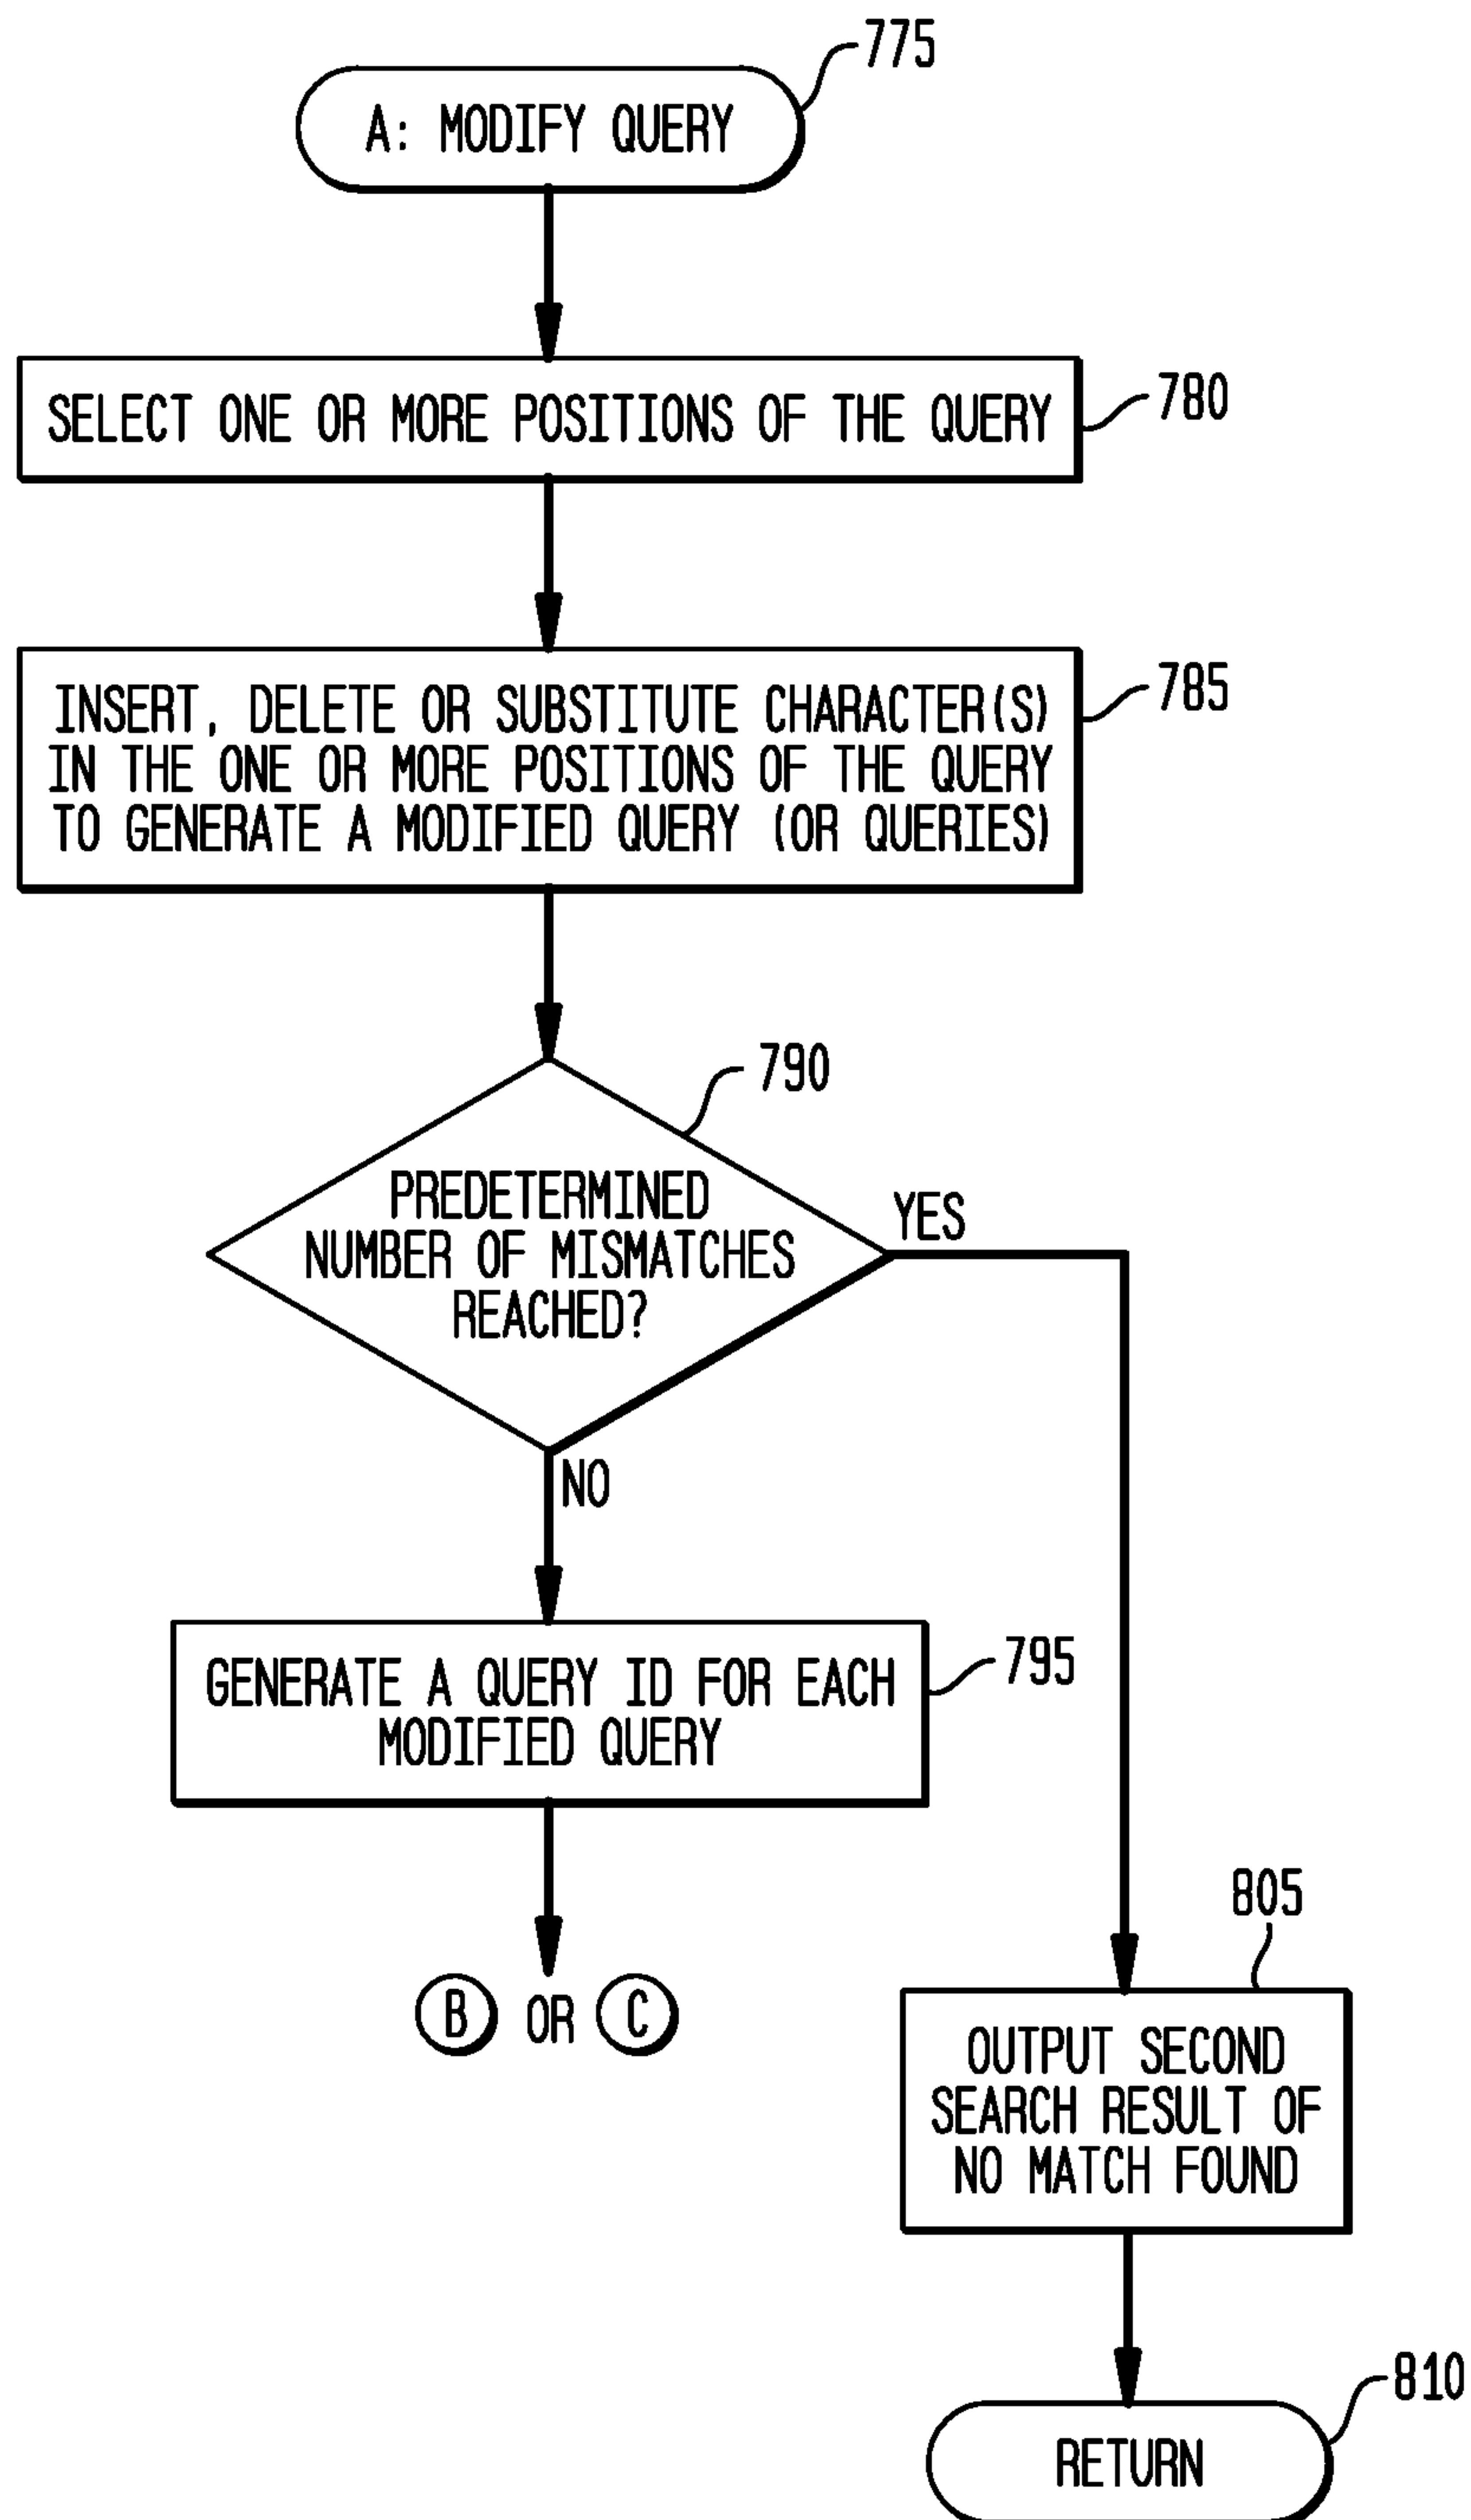 775
A: MODIFY QUERY
780
SELECT ONE OR MORE POSITIONS OF THE QUERY
785
INSERT, DELETE OR SUBSTITUTE CHARACTER(S)
IN THE ONE OR MORE POSITIONS OF THE QUERY
TO GENERATE A MODIFIED QUERY (OR QUERIES)
790
PREDETERMINED
NUMBER OF MISMATCHES
REACHED?
YES
NO
795
GENERATE A QUERY ID FOR EACH
MODIFIED QUERY
B OR C
805
OUTPUT SECOND
SEARCH RESULT OF
NO MATCH FOUND
810
RETURN